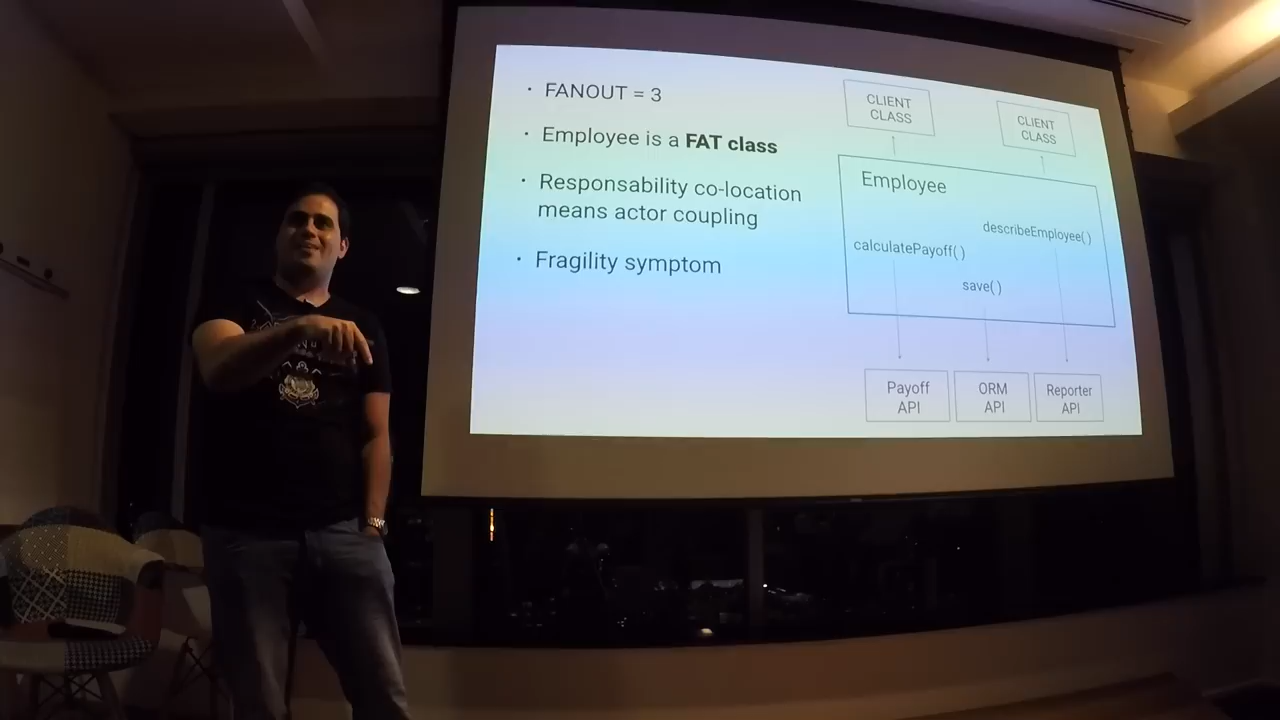 · FANOUT = 3
· Employee is a FAT class
· Responsability co-location
means actor coupling
· Fragility symptom
CLIENT
CLASS
CLIENT
CLASS
Employee
describeEmployee( )
calculatePayoff( )
save( )
Payoff
API
ORM
API
Reporter
API